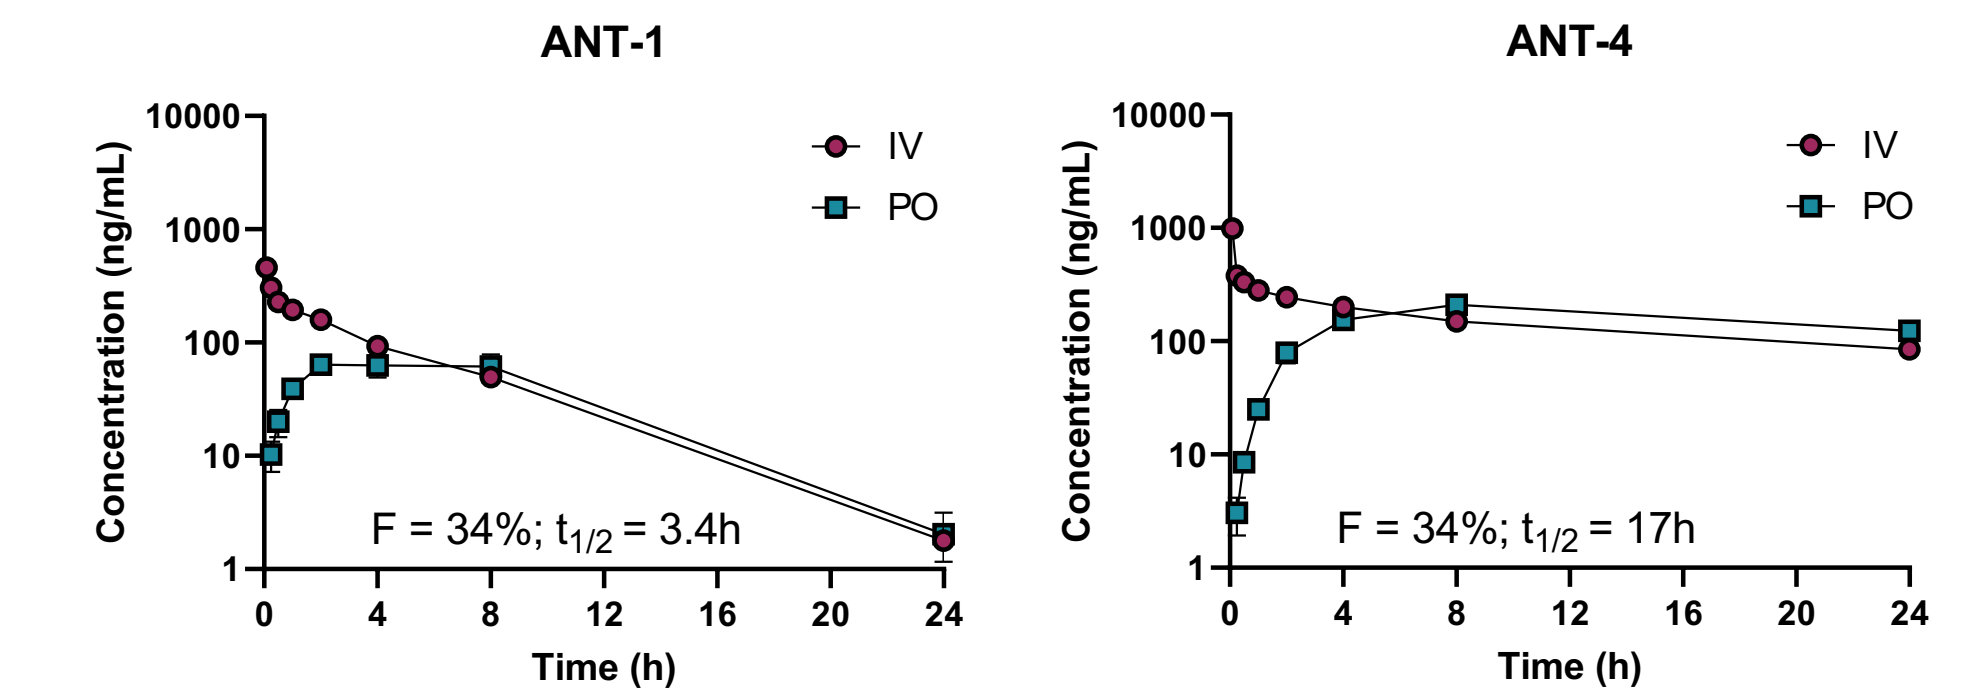 ANT-1
Concentration (ng/mL)
10000
1000
100
10
1
IV
PO
F = 34%; t1/2 = 3.4h
0 4 8 12 16 20 24
Time (h)
ANT-4
Concentration (ng/mL)
10000
1000
100
10
1
IV
PO
F = 34%; t1/2 = 17h
0 4 8 12 16 20 24
Time (h)